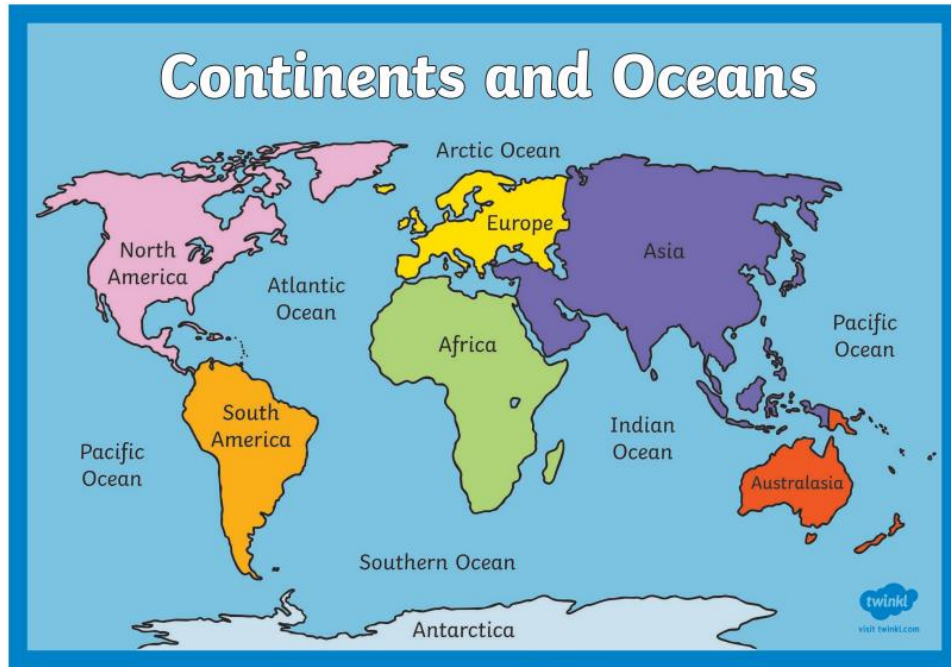 Continents and Oceans
Arctic Ocean
North
America
Europe
Asia
Atlantic
Ocean
Africa
Pacific
Ocean
South
America
Indian
Ocean
Pacific
Ocean
Australasia
Southern Ocean
Antarctica
twinkl
visit twinkl.com